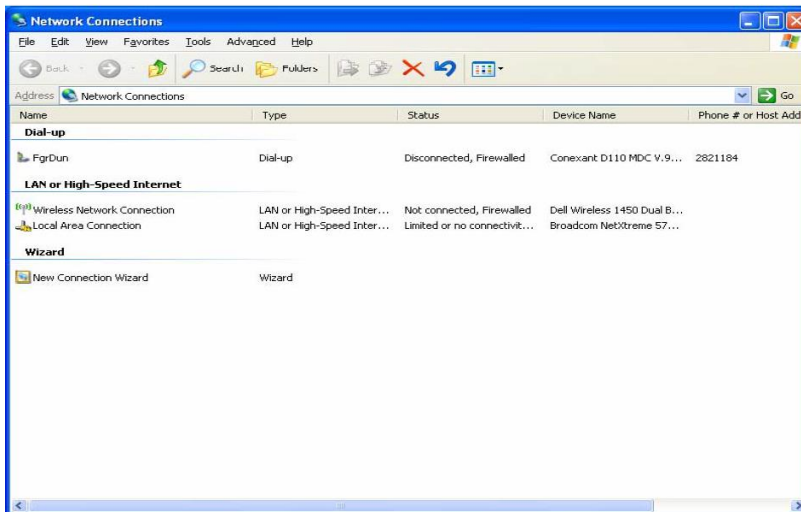 Network Connections
File Edit View Favorites Tools Advanced Help
Back Search Folders
Address Network Connections Go
Name Type Status Device Name Phone # or Host Add
Dial-up
FgrDun Dial-up Disconnected, Firewalled Conexant D110 MDC V.9... 2821184
LAN or High-Speed Internet
Wireless Network Connection LAN or High-Speed Inter... Not connected, Firewalled Dell Wireless 1450 Dual B...
Local Area Connection LAN or High-Speed Inter... Limited or no connectivit... Broadcom NetXtreme 57...
Wizard
New Connection Wizard Wizard